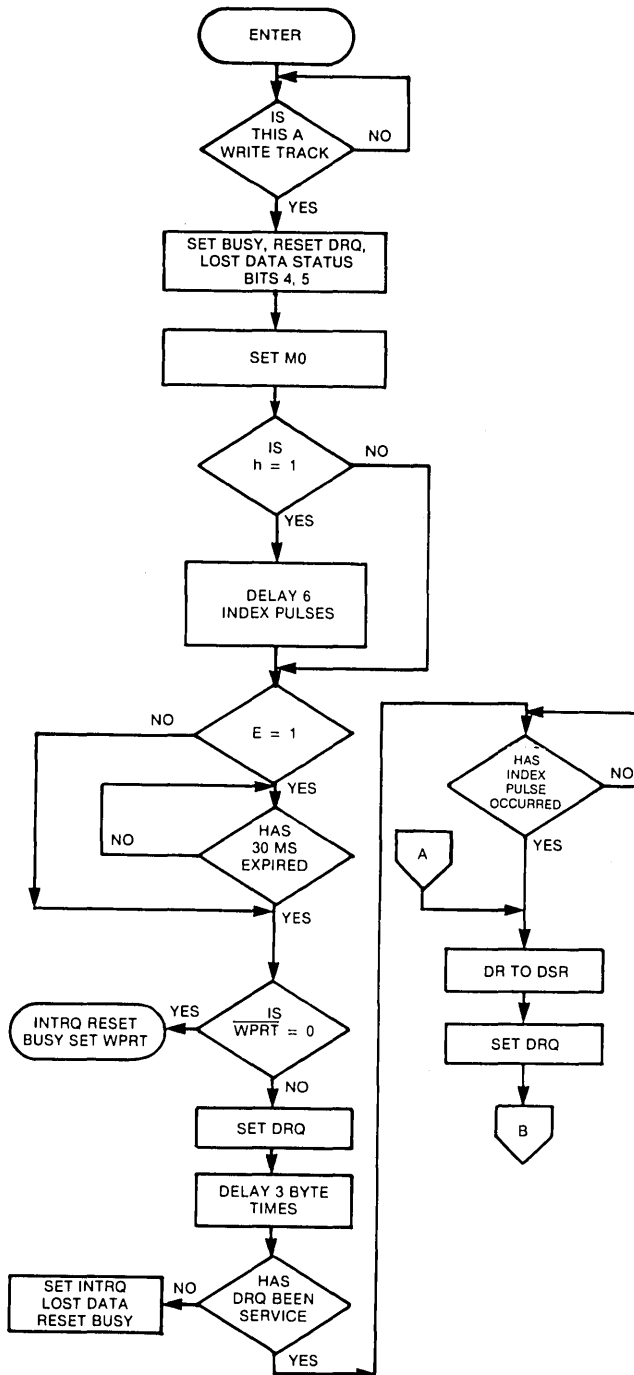 ENTER
IS
THIS A
WRITE TRACK
NO
YES
SET BUSY, RESET DRQ,
LOST DATA STATUS
BITS 4, 5
SET M0
IS
h = 1
NO
YES
DELAY 6
INDEX PULSES
NO
E = 1
YES
HAS
30 MS
EXPIRED
NO
YES
IS
WPRT = 0
YES
INTRQ RESET
BUSY SET WPRT
NO
SET DRQ
DELAY 3 BYTE
TIMES
HAS
DRQ BEEN
SERVICE
NO
SET INTRQ
LOST DATA
RESET BUSY
YES
HAS
INDEX
PULSE
OCCURRED
NO
YES
A
DR TO DSR
SET DRQ
B